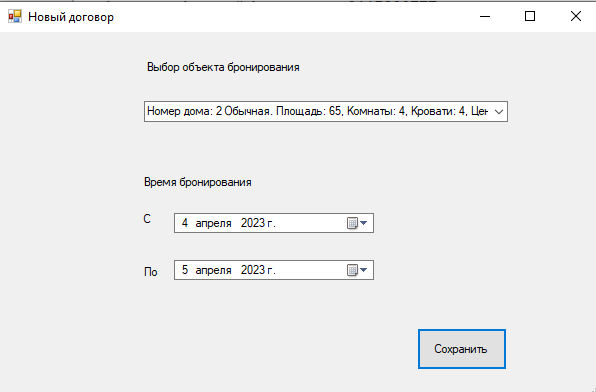 Новый договор
Выбор объекта бронирования
Номер дома: 2 Обычная. Площадь: 65, Комнаты: 4, Кровати: 4, Цен
Время бронирования
С
4 апреля 2023 г.
По
5 апреля 2023 г.
Сохранить